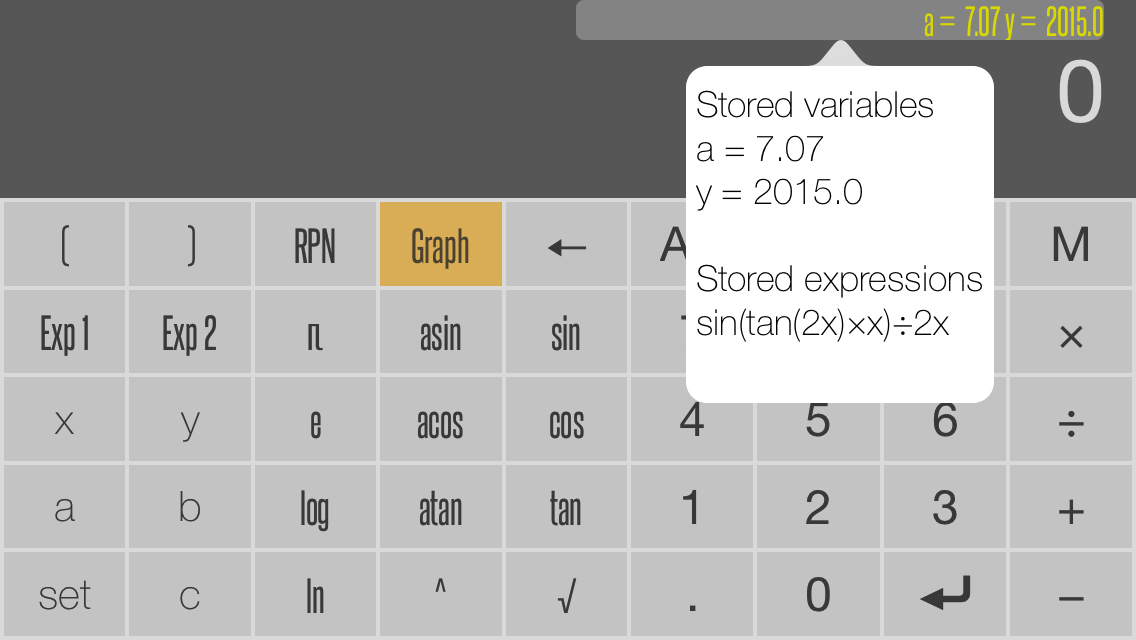 a = 7.07 y = 2015.0
0
Stored variables
a = 7.07
y = 2015.0
Stored expressions
sin(tan(2x)×x)÷2x
( ) RPN Graph ← M
Exp 1 Exp 2 π asin sin ×
x y e acos cos 4 5 6 ÷
a b log atan tan 1 2 3 +
set c ln ^ √ . 0 ↵ −